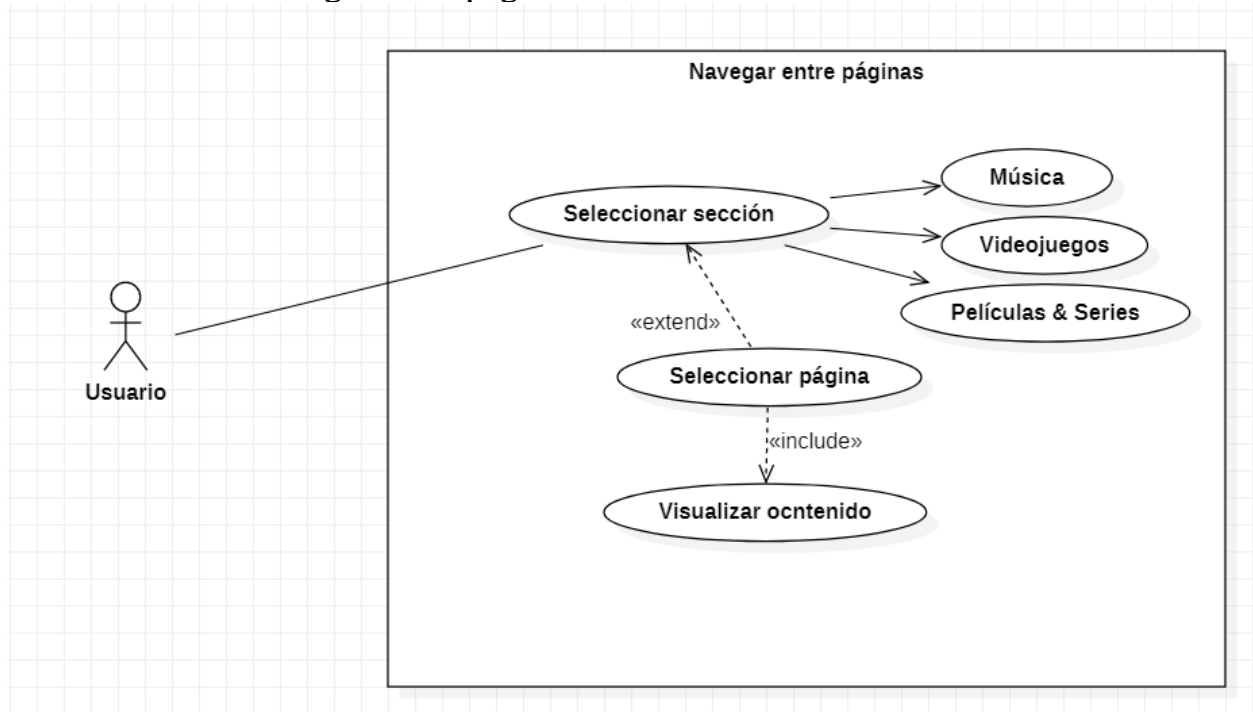 Navegar entre páginas
Música
Seleccionar sección
Videojuegos
Películas & Series
«extend»
Seleccionar página
Usuario
«include»
Visualizar ocntenido